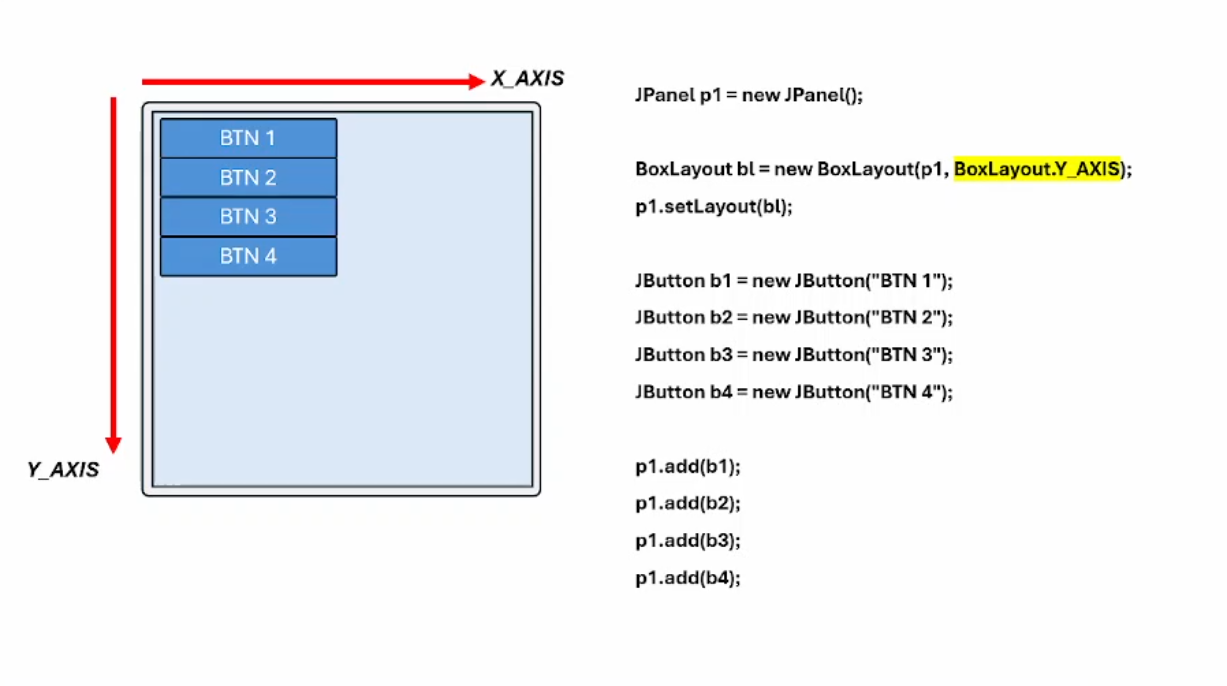 X_AXIS
BTN 1
BTN 2
BTN 3
BTN 4
Y_AXIS
JPanel p1 = new JPanel();
BoxLayout bl = new BoxLayout(p1, BoxLayout.Y_AXIS);
p1.setLayout(bl);
JButton b1 = new JButton("BTN 1");
JButton b2 = new JButton("BTN 2");
JButton b3 = new JButton("BTN 3");
JButton b4 = new JButton("BTN 4");
p1.add(b1);
p1.add(b2);
p1.add(b3);
p1.add(b4);